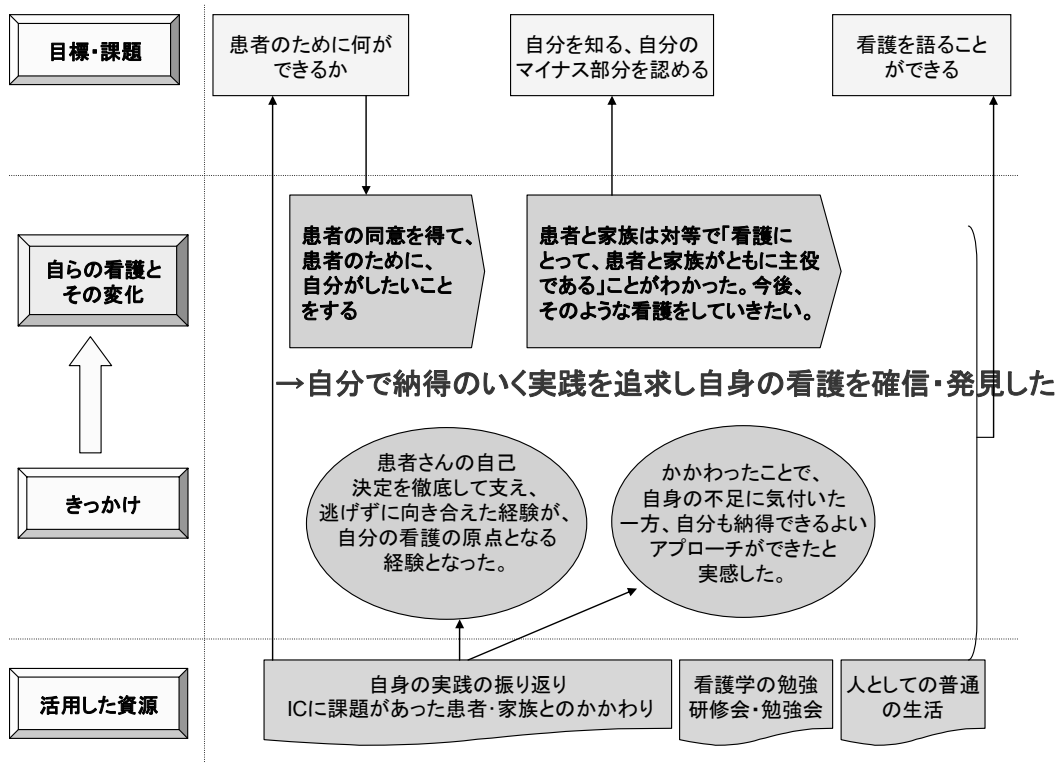 目標・課題
患者のために何が
できるか
自分を知る、自分の
マイナス部分を認める
看護を語ること
ができる
自らの看護と
その変化
患者の同意を得て、
患者のために、
自分がしたいこと
をする
患者と家族は対等で「看護に
とって、患者と家族がともに主役
である」ことがわかった。今後、
そのような看護をしていきたい。
→自分で納得のいく実践を追求し自身の看護を確信・発見した
きっかけ
患者さんの自己
決定を徹底して支え、
逃げずに向き合えた経験が、
自分の看護の原点となる
経験となった。
かかわったことで、
自身の不足に気付いた
一方、自分も納得できるよい
アプローチができたと
実感した。
活用した資源
自身の実践の振り返り
ICに課題があった患者・家族とのかかわり
看護学の勉強
研修会・勉強会
人としての普通
の生活